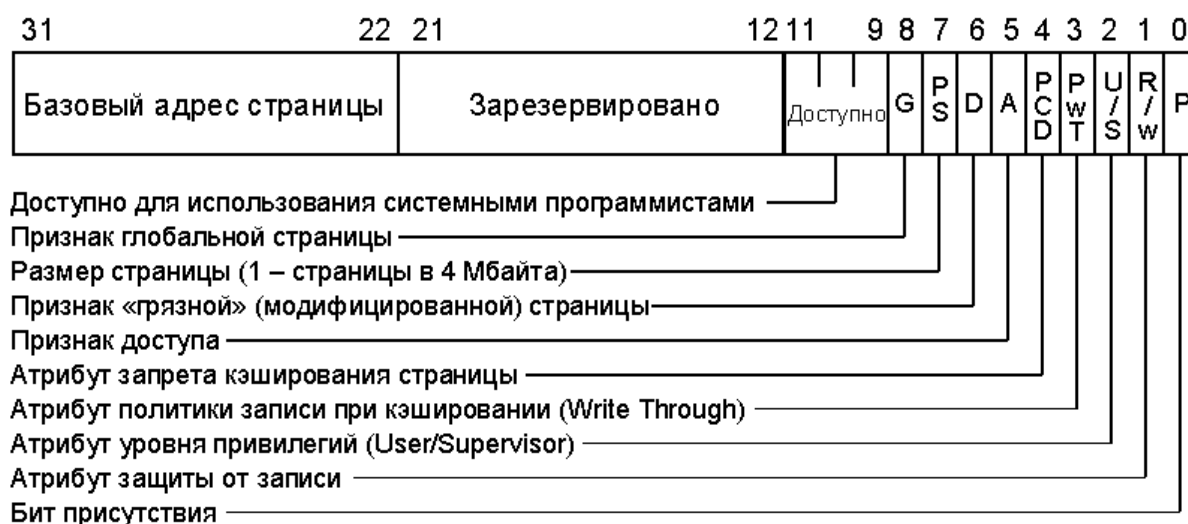 31 22 21 12 11 9 8 7 6 5 4 3 2 1 0
Базовый адрес страницы Зарезервировано Доступно G PS D A PCD PWT U/S R/W P
Доступно для использования системными программистами
Признак глобальной страницы
Размер страницы (1 – страницы в 4 Мбайта)
Признак «грязной» (модифицированной) страницы
Признак доступа
Атрибут запрета кэширования страницы
Атрибут политики записи при кэшировании (Write Through)
Атрибут уровня привилегий (User/Supervisor)
Атрибут защиты от записи
Бит присутствия